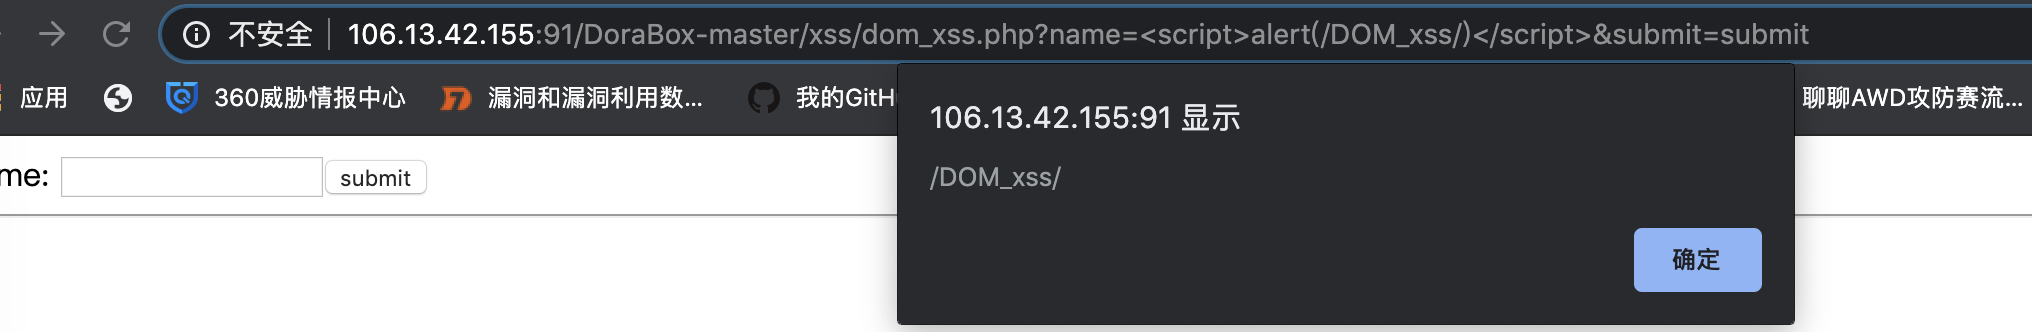 不安全 106.13.42.155:91/DoraBox-master/xss/dom_xss.php?name=<script>alert(/DOM_xss/)</script>&submit=submit
应用 360威胁情报中心 漏洞和漏洞利用数... 我的GitH 聊聊AWD攻防赛流...
106.13.42.155:91 显示
me: submit
/DOM_xss/
确定